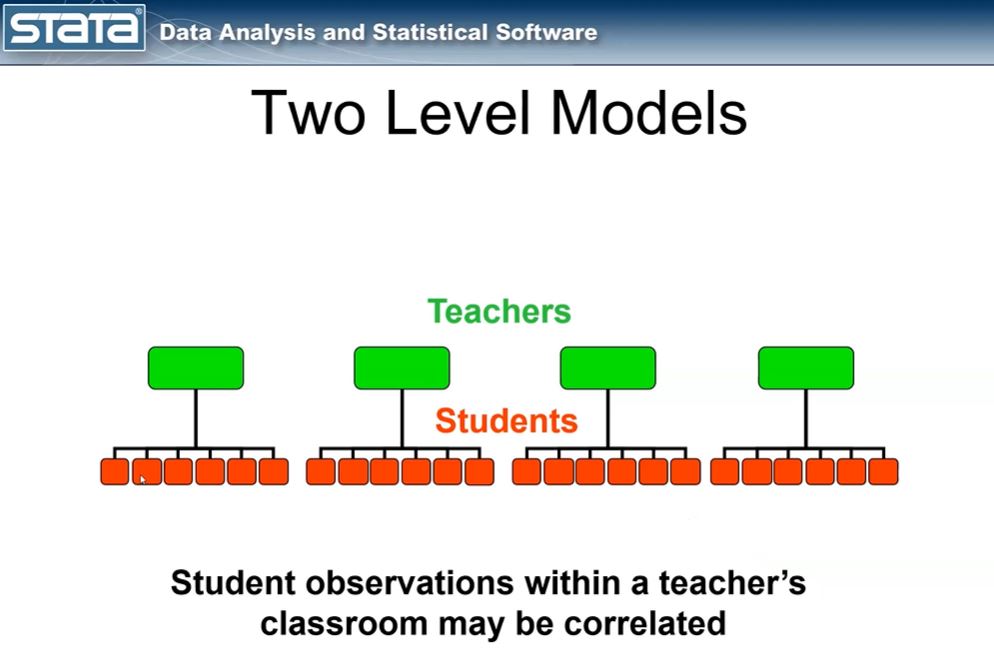 STATA® Data Analysis and Statistical Software
Two Level Models
Teachers
Students
Student observations within a teacher’s
classroom may be correlated